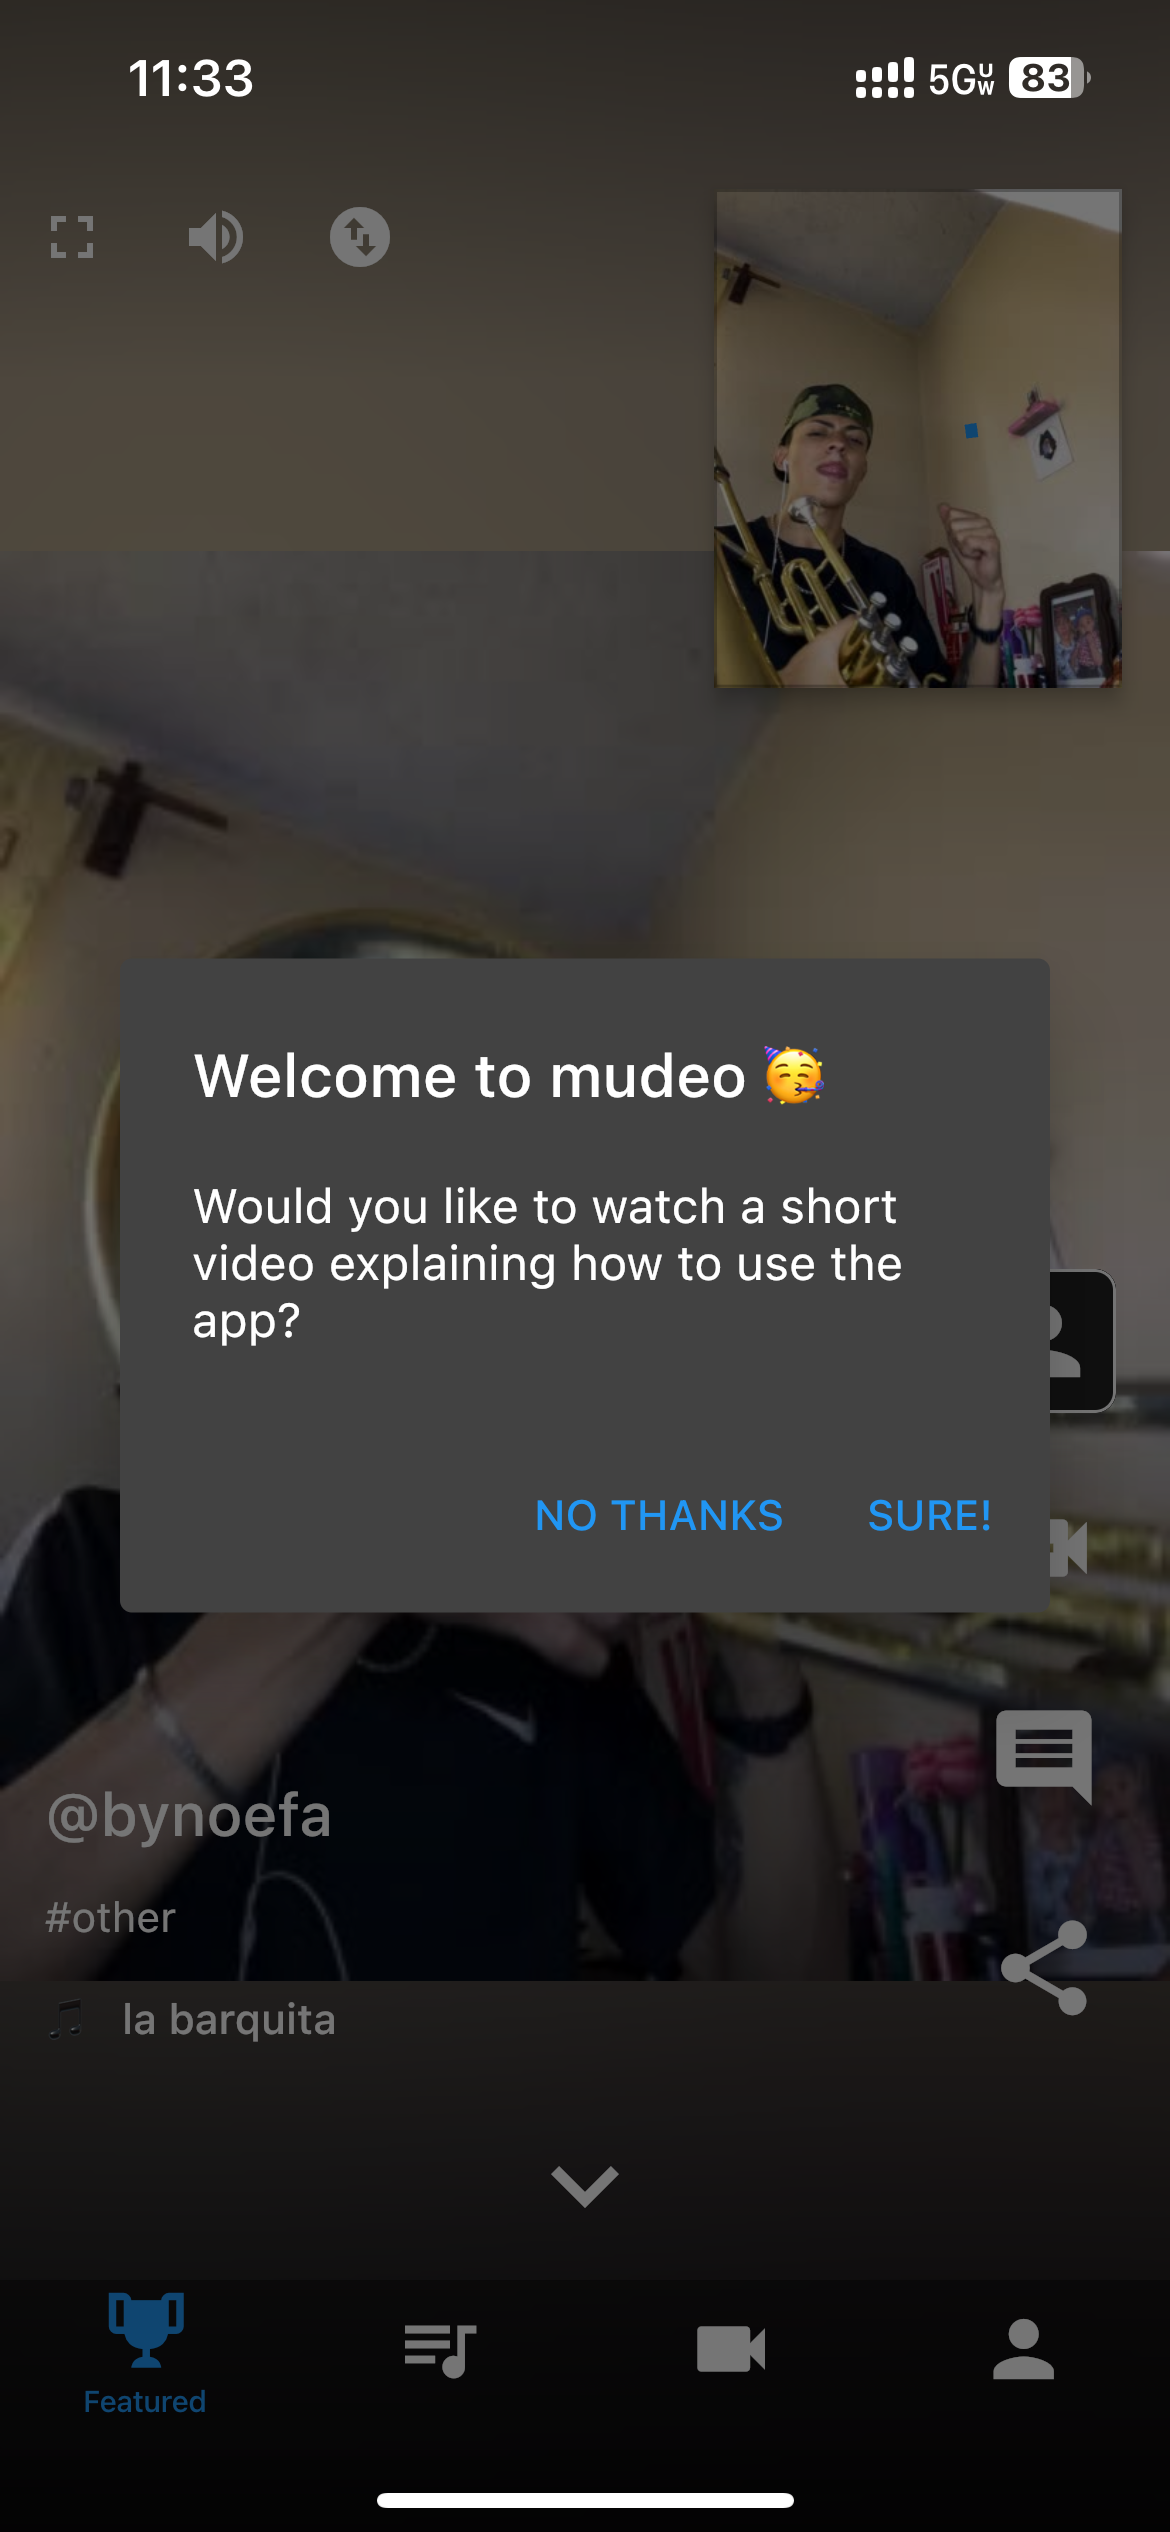 11:33
5G UW 83
Welcome to mudeo 🥳
Would you like to watch a short
video explaining how to use the
app?
NO THANKS SURE!
@bynoefa
#other
la barquita
Featured